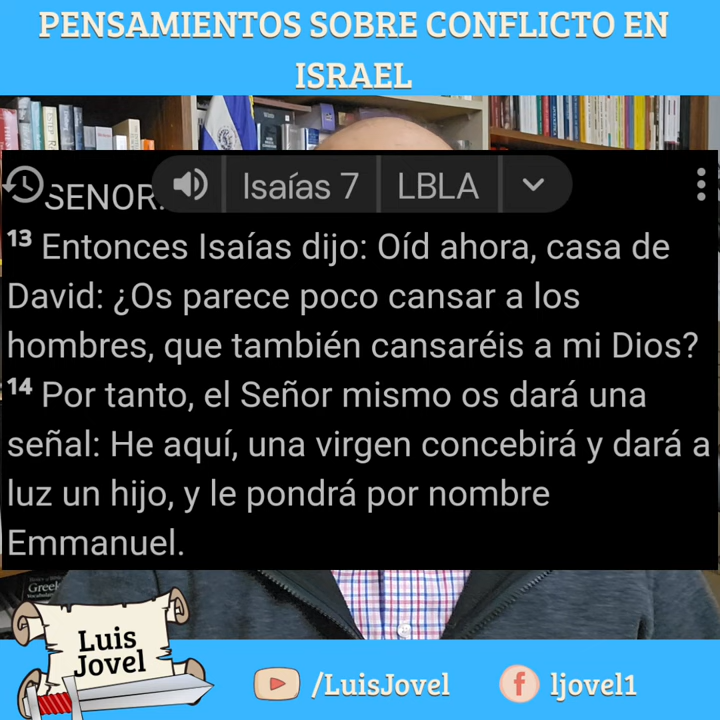 PENSAMIENTOS SOBRE CONFLICTO EN
ISRAEL
SEÑOR.
Isaías 7
LBLA
13 Entonces Isaías dijo: Oíd ahora, casa de
David: ¿Os parece poco cansar a los
hombres, que también cansaréis a mi Dios?
14 Por tanto, el Señor mismo os dará una
señal: He aquí, una virgen concebirá y dará a
luz un hijo, y le pondrá por nombre
Emmanuel.
Greek
Luis
Jovel
/LuisJovel
ljovel1